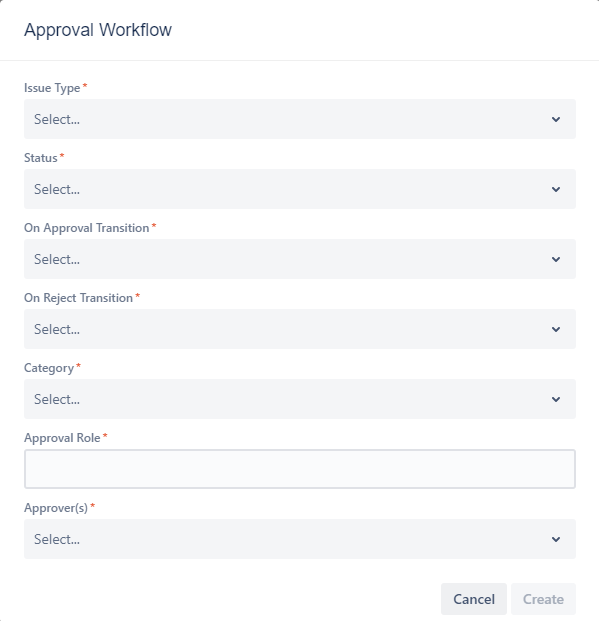 Approval Workflow
Issue Type*
Select...
Status*
Select...
On Approval Transition*
Select...
On Reject Transition*
Select...
Category*
Select...
Approval Role*
Approver(s)*
Select...
Cancel Create